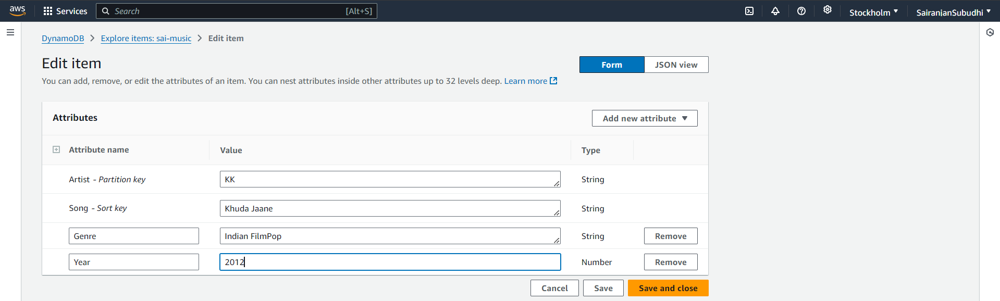 aws Services Search [Alt+S] Stockholm SairanjanSubudhi
DynamoDB Explore items: sai-music Edit item
Edit item
Form JSON view
You can add, remove, or edit the attributes of an item. You can nest attributes inside other attributes up to 32 levels deep. Learn more
Attributes
Add new attribute
Attribute name Value Type
Artist - Partition key KK String
Song - Sort key Khuda Jaane String
Genre Indian FilmPop String Remove
Year 2012 Number Remove
Cancel Save Save and close